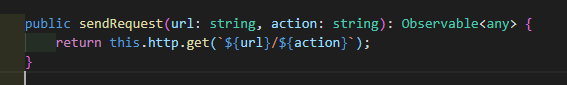 public sendRequest(url: string, action: string): Observable<any> {
return this.http.get(`${url}/${action}`);
}